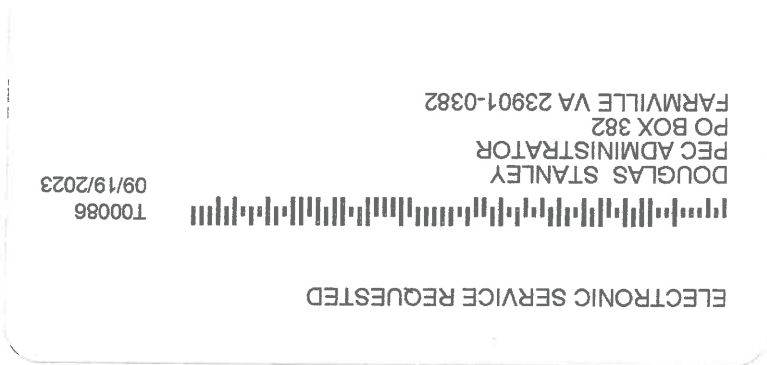 ELECTRONIC SERVICE REQUESTED
T00086
09/19/2023
DOUGLAS STANLEY
PEC ADMINISTRATOR
PO BOX 382
FARMVILLE VA 23901-0382